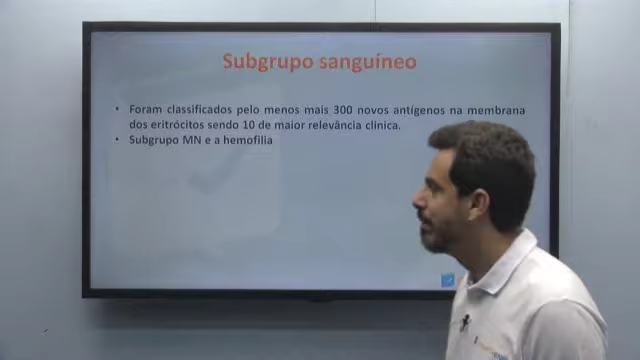 Subgrupo sanguíneo
• Foram classificados pelo menos mais 300 novos antígenos na membrana
dos eritrócitos sendo 10 de maior relevância clínica.
• Subgrupo MN e a hemofilia